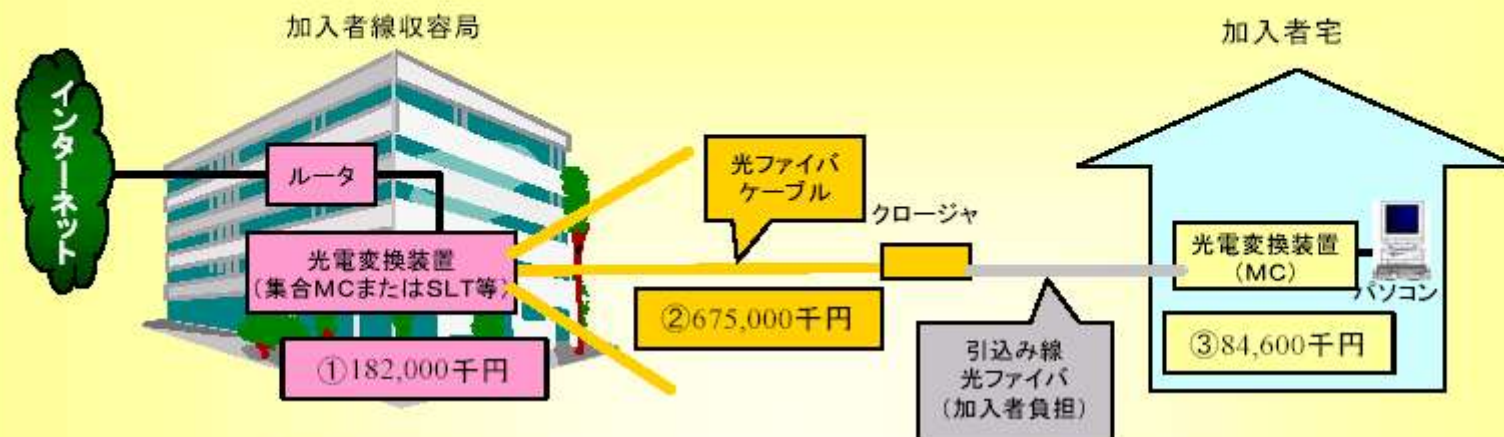 加入者線収容局
加入者宅
インターネット
ルータ
光電変換装置
(集合MCまたはSLT等)
①182,000千円
光ファイバ
ケーブル
クロージャ
②675,000千円
引込み線
光ファイバ
(加入者負担)
光電変換装置
(MC)
パソコン
③84,600千円